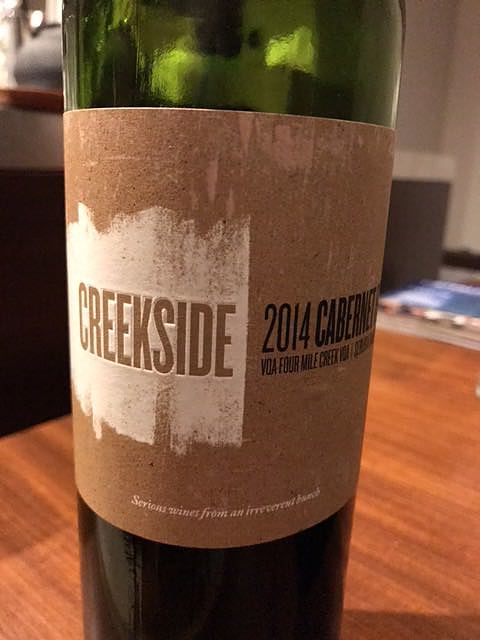 CREEKSIDE
2014 CABERNET
VQA FOUR MILE CREEK VQA
Serious wines from an irreverent bunch